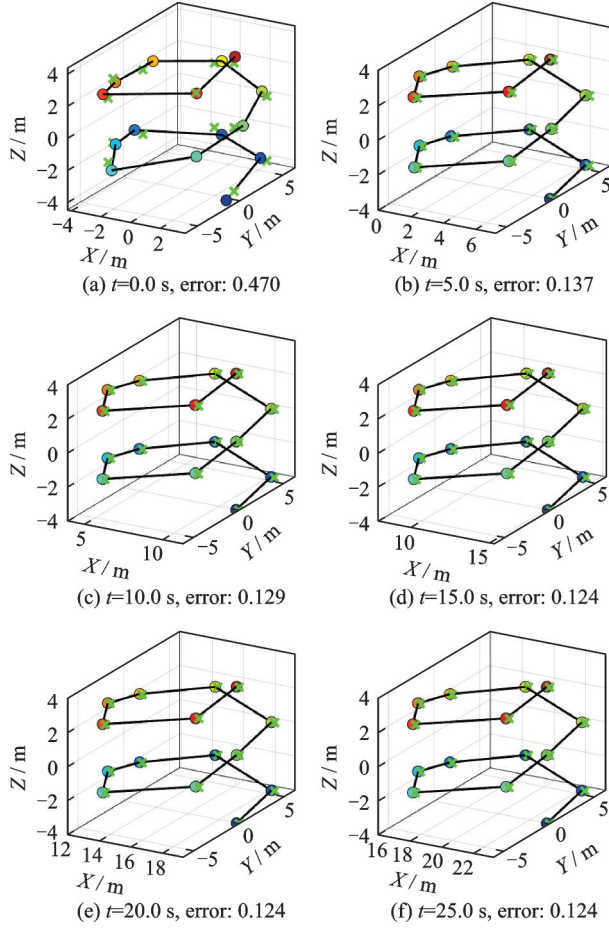 4
2
0
−2
−4
Z / m
−4
−2
0
2
X / m
−5
0
5
Y / m
(a) t=0.0 s, error: 0.470
4
2
0
−2
−4
Z / m
0
2
4
6
X / m
−5
0
5
Y / m
(b) t=5.0 s, error: 0.137
4
2
0
−2
−4
Z / m
5
10
X / m
−5
0
5
Y / m
(c) t=10.0 s, error: 0.129
4
2
0
−2
−4
Z / m
10
15
X / m
−5
0
5
Y / m
(d) t=15.0 s, error: 0.124
4
2
0
−2
−4
Z / m
12
14
16
18
X / m
−5
0
5
Y / m
(e) t=20.0 s, error: 0.124
4
2
0
−2
−4
Z / m
16
18
20
22
X / m
−5
0
5
Y / m
(f) t=25.0 s, error: 0.124